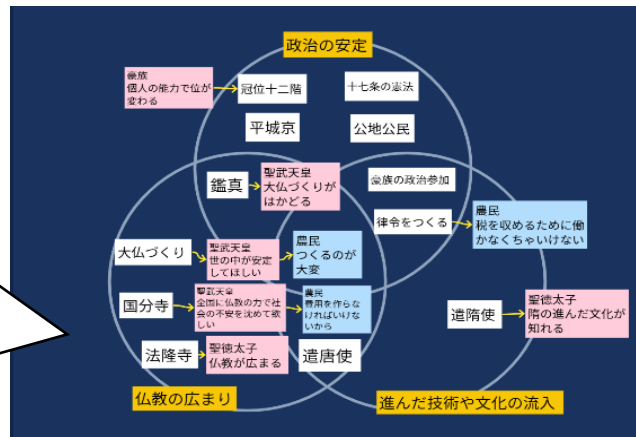 政治の安定
豪族
個人の能力で位が
変わる
冠位十二階
十七条の憲法
平城京
公地公民
鑑真
聖武天皇
大仏づくりが
はかどる
豪族の政治参加
律令をつくる
農民
税を収めるために働
かなくちゃいけない
大仏づくり
聖武天皇
世の中が安定
してほしい
農民
つくるのが
大変
国分寺
聖武天皇
全国に仏教の力で社
会の不安を沈めて欲
しい
農民
費用を作らな
ければいけな
いから
遣隋使
聖徳太子
隋の進んだ文化が
知れる
法隆寺
聖徳太子
仏教が広まる
遣唐使
仏教の広まり
進んだ技術や文化の流入